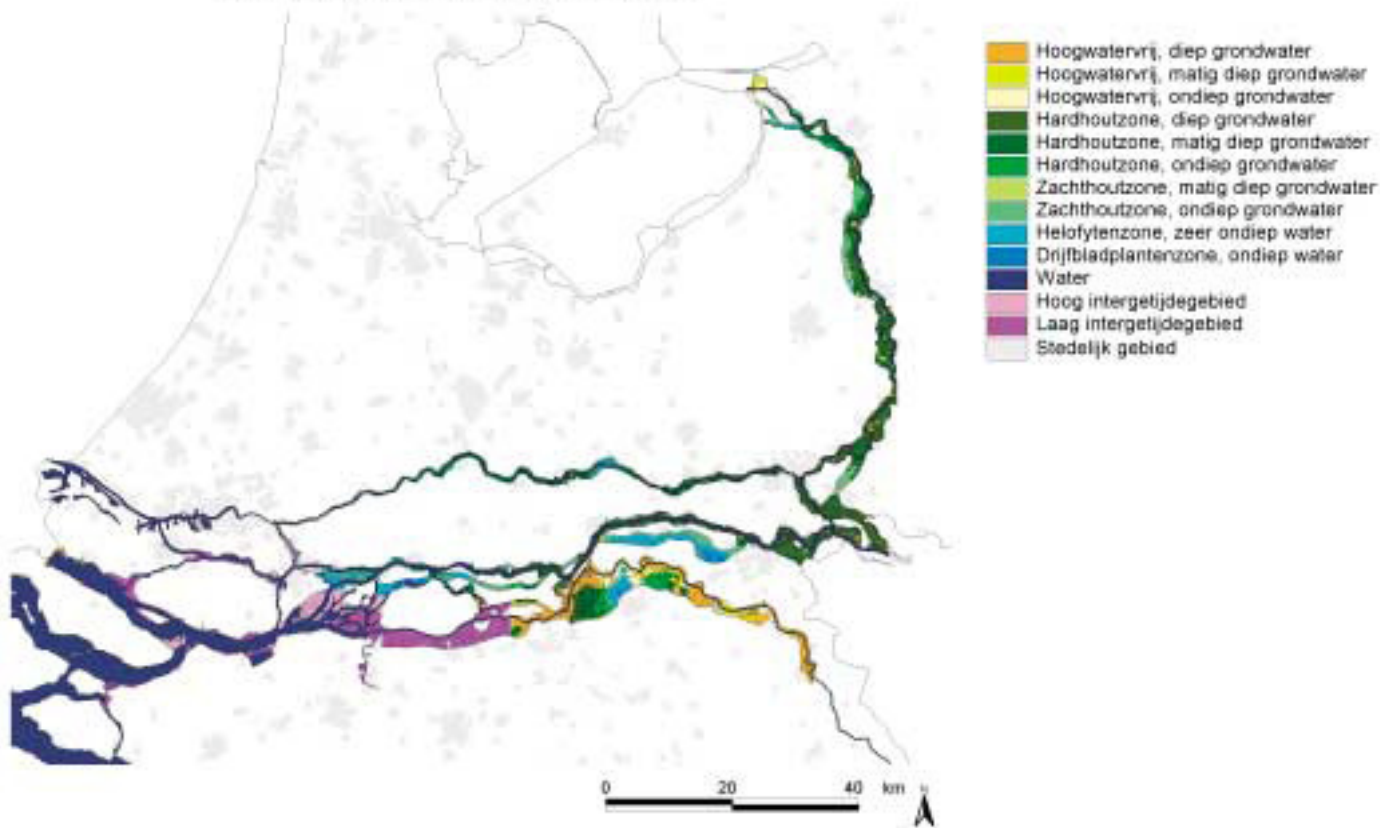 Hoogwatervrij, diep grondwater
Hoogwatervrij, matig diep grondwater
Hoogwatervrij, ondiep grondwater
Hardhoutzone, diep grondwater
Hardhoutzone, matig diep grondwater
Hardhoutzone, ondiep grondwater
Zachthoutzone, matig diep grondwater
Zachthoutzone, ondiep grondwater
Helofytenzone, zeer ondiep water
Drijfbladplantenzone, ondiep water
Water
Hoog intergetijdegebied
Laag intergetijdegebied
Stedelijk gebied
0 20 40 km N